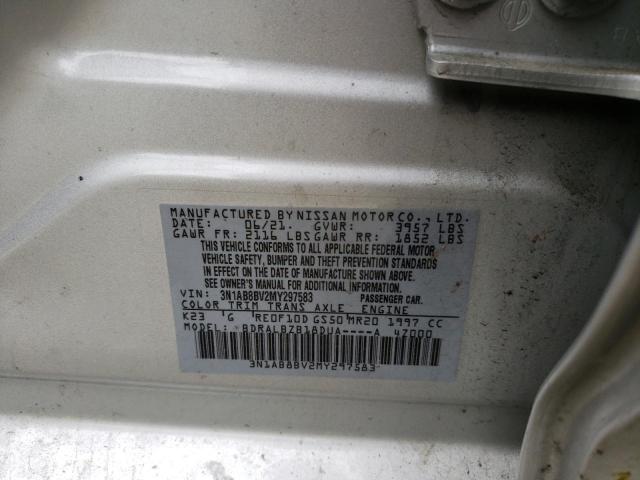 MANUFACTURED BY NISSAN MOTOR CO., LTD.
DATE: 06/21. GVWR: 3957 LBS
GAWR FR: 2116 LBS GAWR RR: 1852 LBS
THIS VEHICLE CONFORMS TO ALL APPLICABLE FEDERAL MOTOR
VEHICLE SAFETY, BUMPER AND THEFT PREVENTION STANDARDS
IN EFFECT ON THE DATE OF MANUFACTURE SHOWN ABOVE.
SEE OWNER'S MANUAL FOR ADDITIONAL INFORMATION.
VIN: 3N1AB8BV2MY297583 PASSENGER CAR.
COLOR TRIM TRANS AXLE ENGINE
K23 G RE0F10D GS50 MR20 1997 CC
MODEL: BDRALBZB18DUA----A 4Z000
3N1AB8BV2MY297583